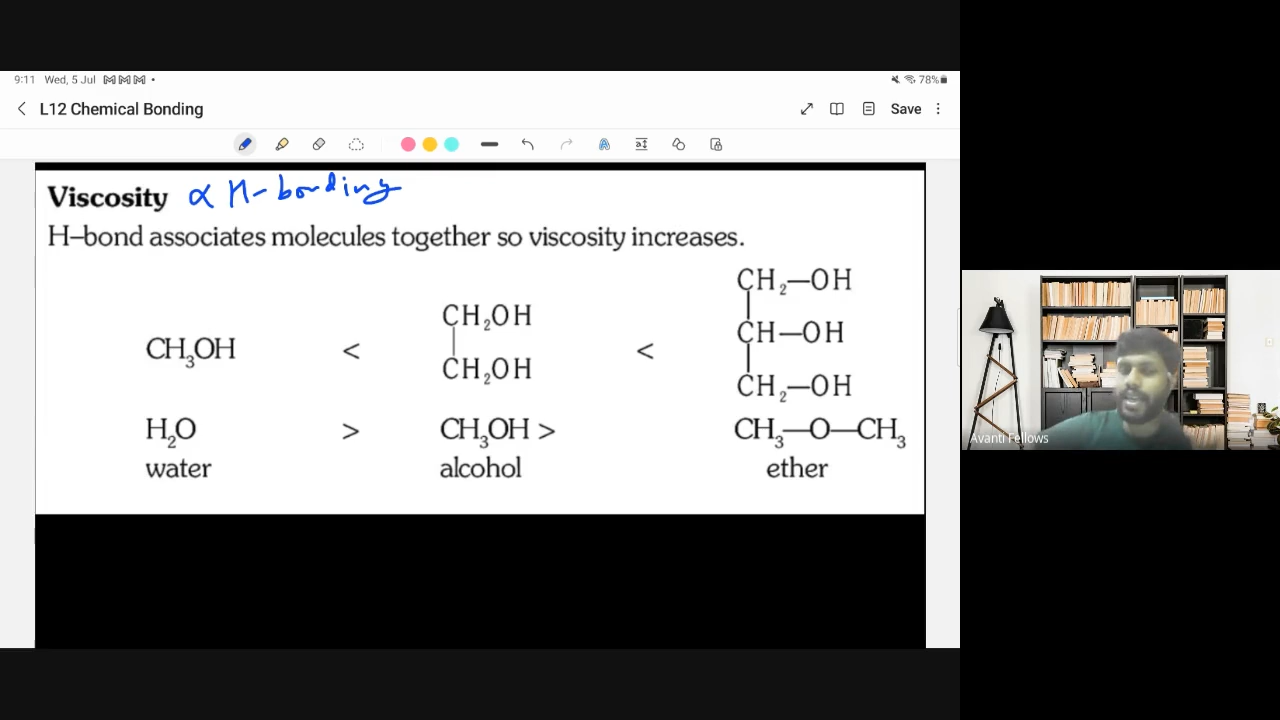 9:11 Wed, 5 Jul M M M •
78%
L12 Chemical Bonding
Save
Viscosity α H-bonding
H–bond associates molecules together so viscosity increases.
CH₃OH < CH₂OH < CH₂—OH
CH₂OH CH—OH
CH₂—OH
H₂O > CH₃OH > CH₃—O—CH₃
water alcohol ether
Avanti Fellows